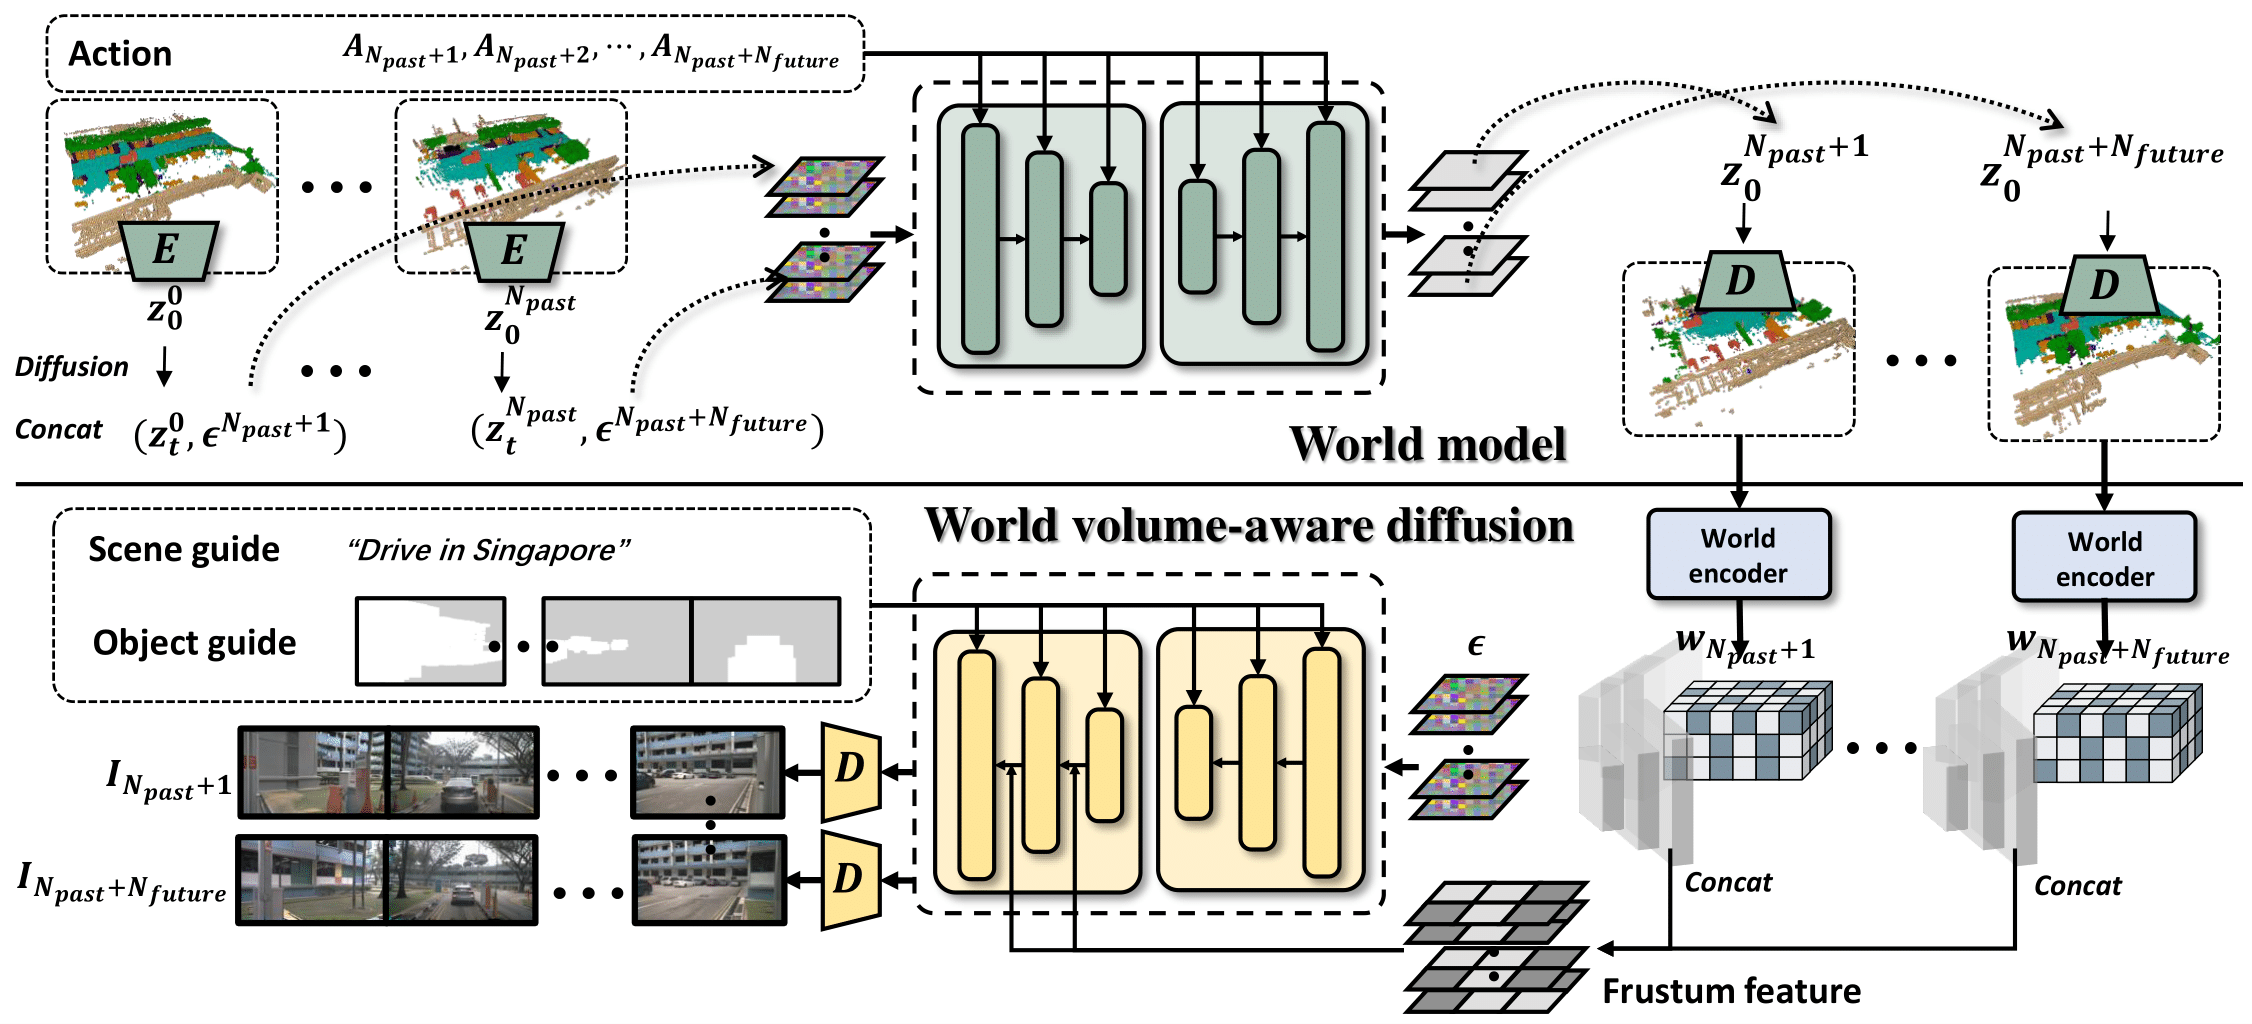 Action
A_{N_{past}+1}, A_{N_{past}+2}, ⋯, A_{N_{past}+N_{future}}
E
E
z_0^0
z_0^{N_{past}}
Diffusion
Concat
(z_t^0, ϵ^{N_{past}+1})
(z_t^{N_{past}}, ϵ^{N_{past}+N_{future}})
z_0^{N_{past}+1}
z_0^{N_{past}+N_{future}}
D
D
World model
World volume-aware diffusion
Scene guide
“Drive in Singapore”
Object guide
World
encoder
World
encoder
w_{N_{past}+1}
w_{N_{past}+N_{future}}
ϵ
I_{N_{past}+1}
D
I_{N_{past}+N_{future}}
D
Concat
Concat
Frustum feature